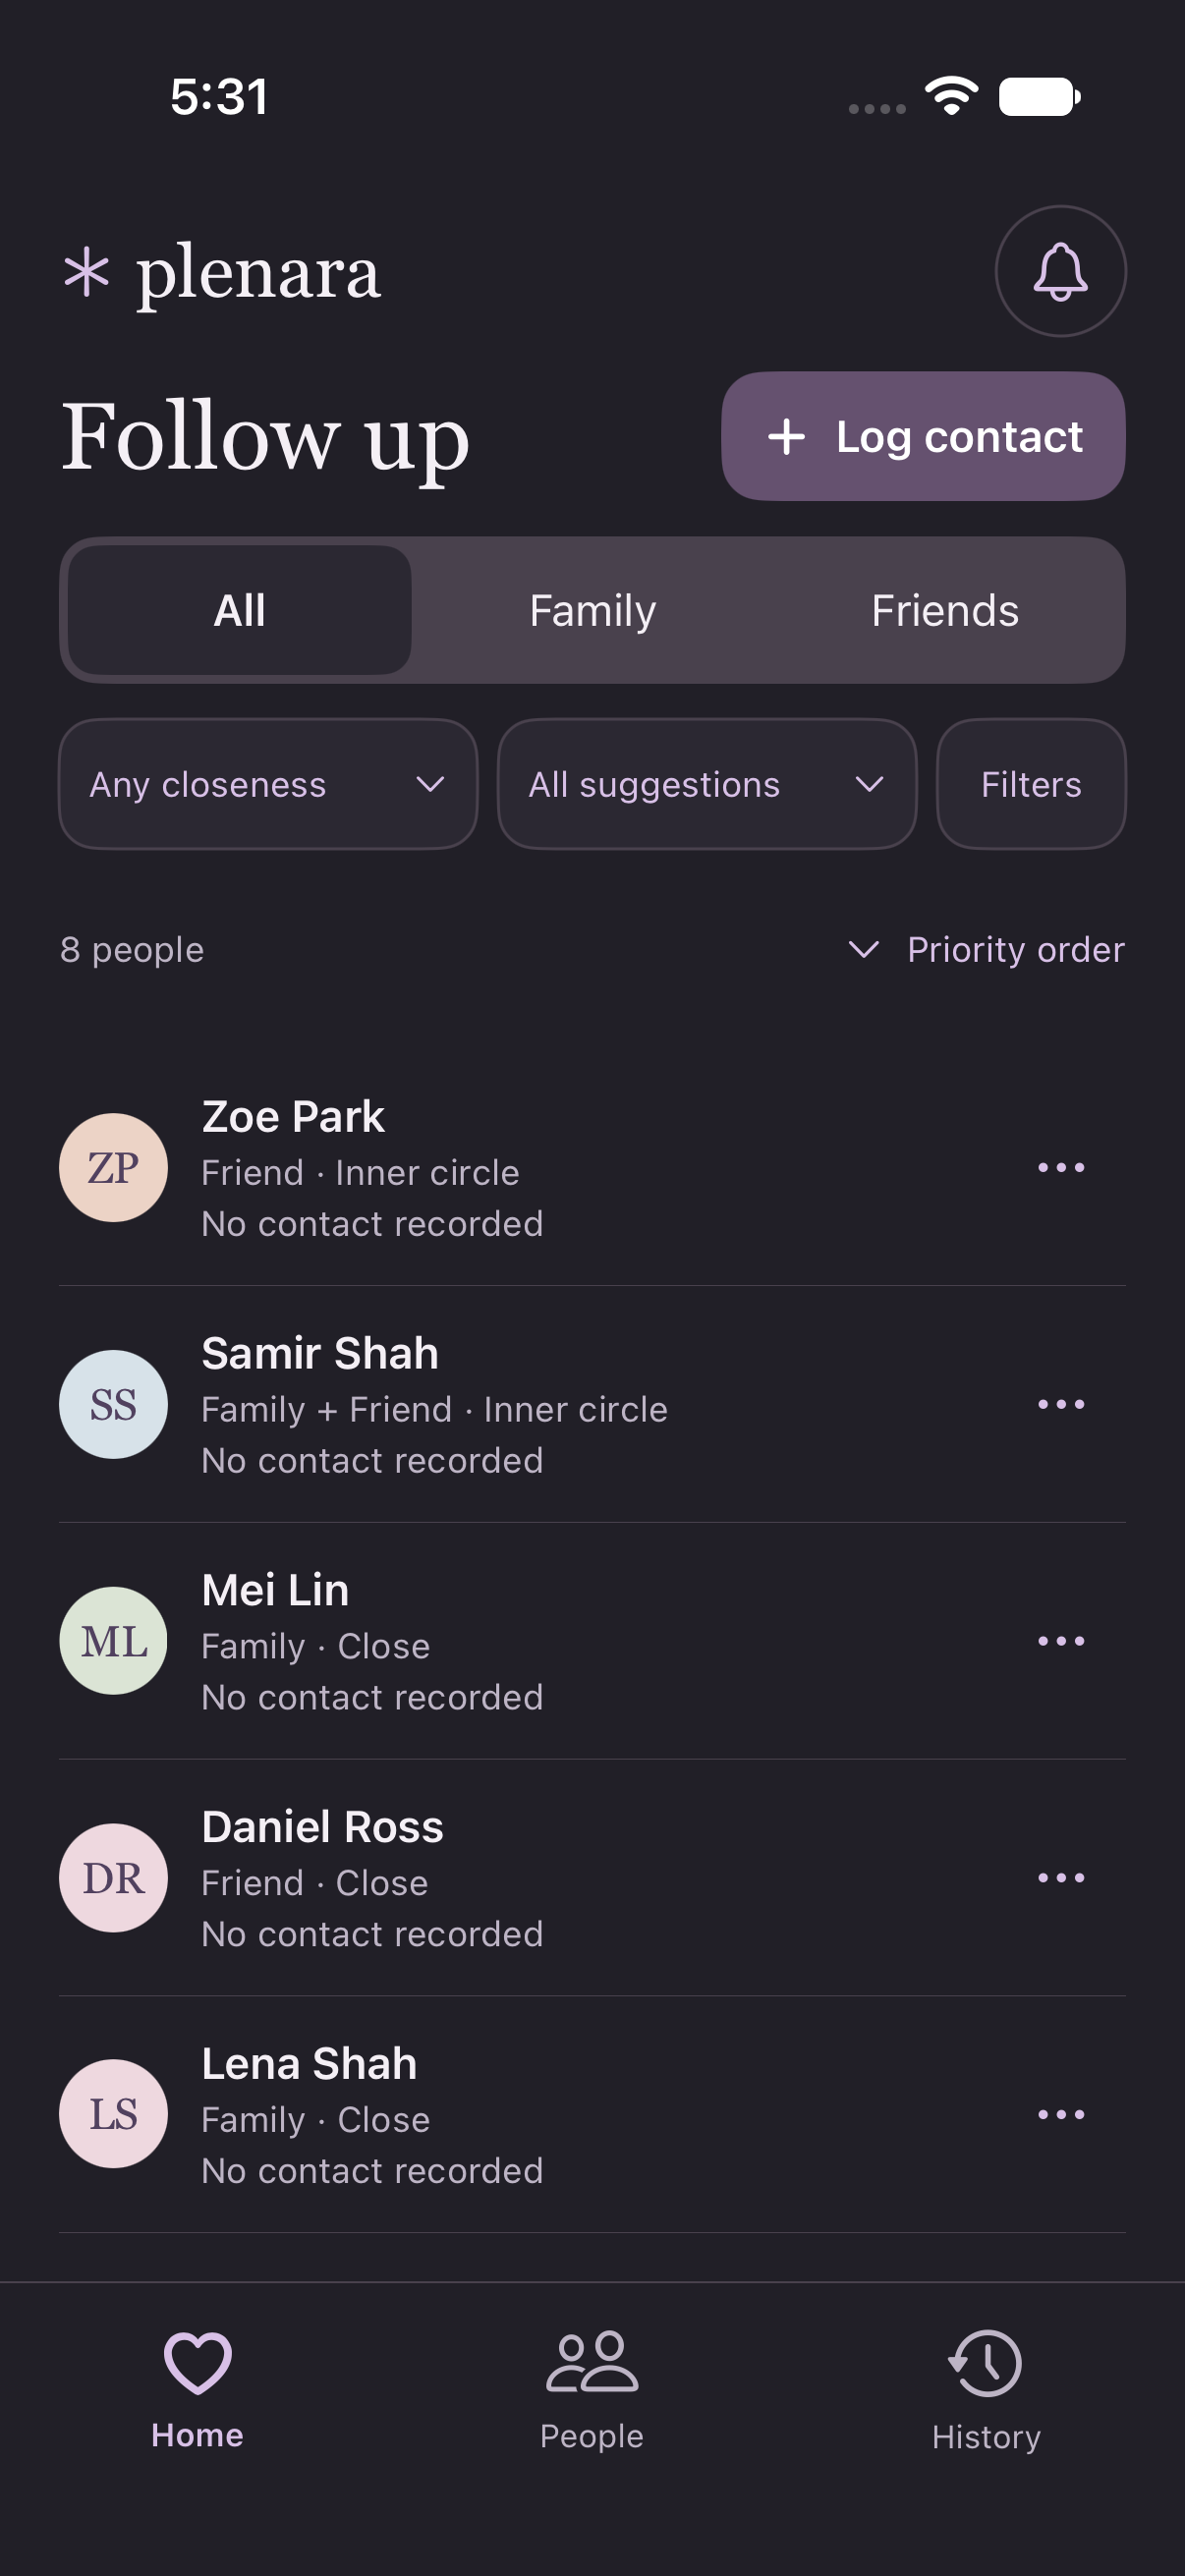 5:31
plenara
Follow up
+ Log contact
All
Family
Friends
Any closeness
All suggestions
Filters
8 people
Priority order
ZP
Zoe Park
Friend · Inner circle
No contact recorded
SS
Samir Shah
Family + Friend · Inner circle
No contact recorded
ML
Mei Lin
Family · Close
No contact recorded
DR
Daniel Ross
Friend · Close
No contact recorded
LS
Lena Shah
Family · Close
No contact recorded
Home
People
History